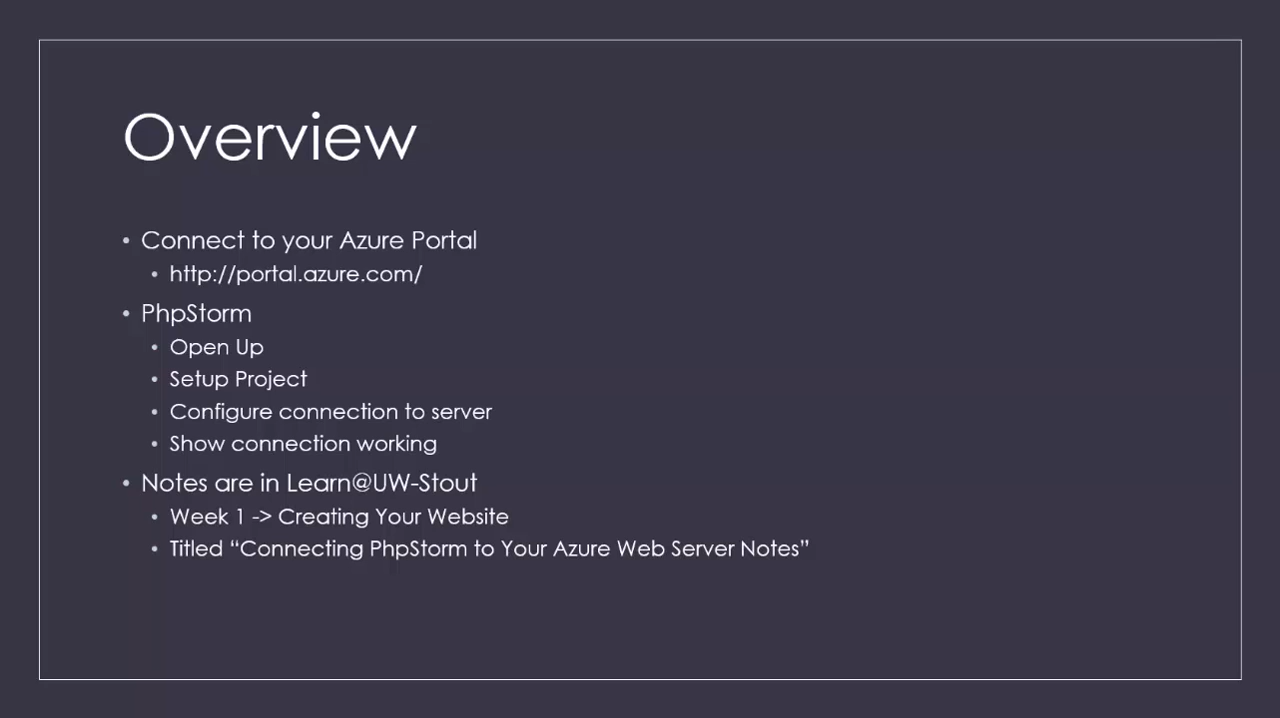 Overview
• Connect to your Azure Portal
• http://portal.azure.com/
• PhpStorm
• Open Up
• Setup Project
• Configure connection to server
• Show connection working
• Notes are in Learn@UW-Stout
• Week 1 -> Creating Your Website
• Titled “Connecting PhpStorm to Your Azure Web Server Notes”